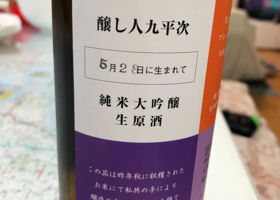 醸し人九平次
5月28日に生まれて
純米大吟醸
生原酒
この品は昨年秋に収穫された
お米にて私共の手により